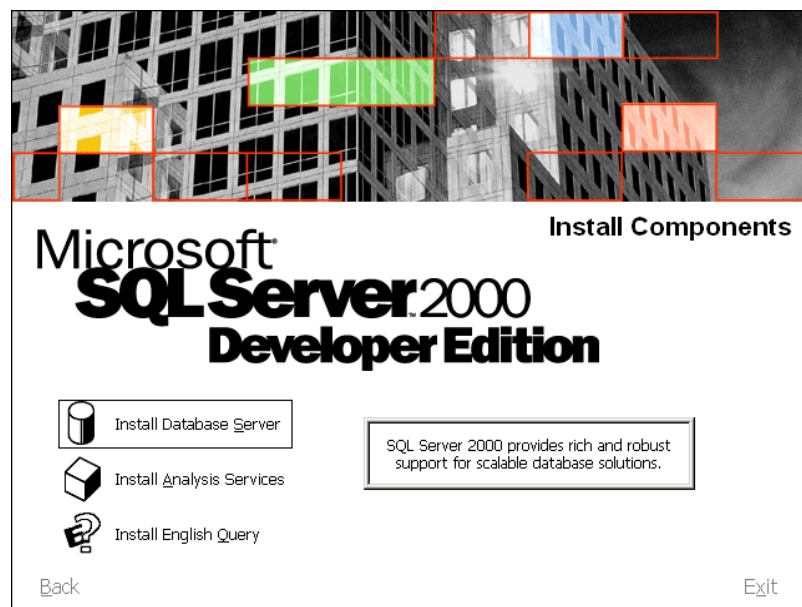 Install Components
Microsoft®
SQL Server™ 2000
Developer Edition
Install Database Server
SQL Server 2000 provides rich and robust
support for scalable database solutions.
Install Analysis Services
Install English Query
Back
Exit